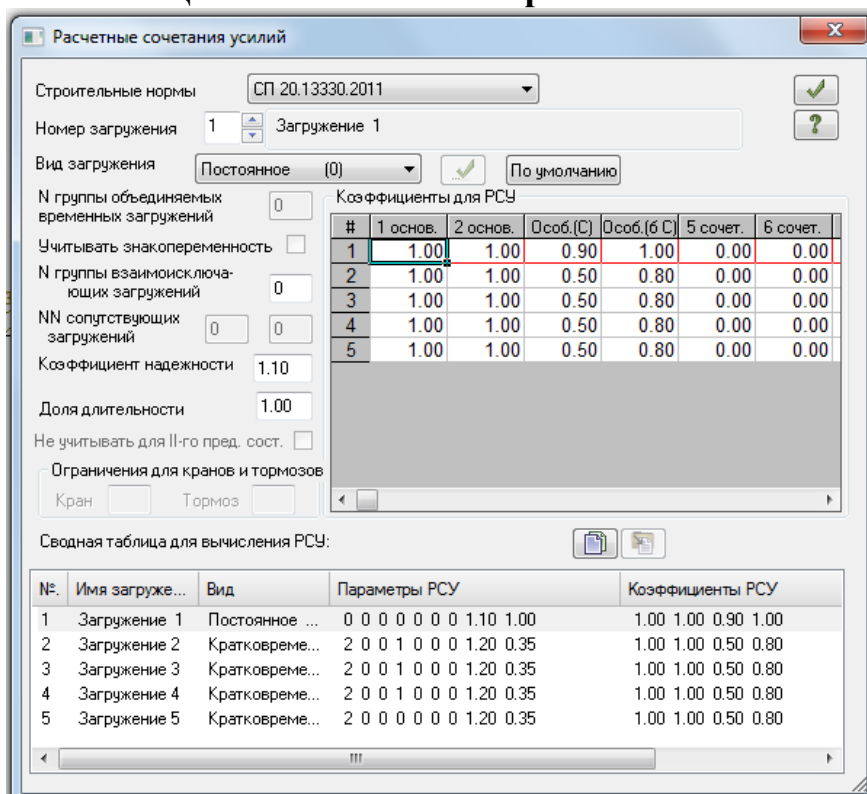 Расчетные сочетания усилий
Строительные нормы СП 20.13330.2011
Номер загружения 1 Загружение 1
Вид загружения Постоянное (0) По умолчанию
N группы объединяемых временных загружений 0
Учитывать знакопеременность
N группы взаимоисключа-
ющих загружений 0
NN сопутствующих загружений 0 0
Коэффициент надежности 1.10
Доля длительности 1.00
Не учитывать для II-го пред. сост.
Ограничения для кранов и тормозов
Кран Тормоз
Коэффициенты для РСУ
# 1 основ. 2 основ. Особ.(С) Особ.(б С) 5 сочет. 6 сочет.
1 1.00 1.00 0.90 1.00 0.00 0.00
2 1.00 1.00 0.50 0.80 0.00 0.00
3 1.00 1.00 0.50 0.80 0.00 0.00
4 1.00 1.00 0.50 0.80 0.00 0.00
5 1.00 1.00 0.50 0.80 0.00 0.00
Сводная таблица для вычисления РСУ:
№. Имя загруже... Вид Параметры РСУ Коэффициенты РСУ
1 Загружение 1 Постоянное ... 0 0 0 0 0 0 0 1.10 1.00 1.00 1.00 0.90 1.00
2 Загружение 2 Кратковреме... 2 0 0 1 0 0 0 1.20 0.35 1.00 1.00 0.50 0.80
3 Загружение 3 Кратковреме... 2 0 0 1 0 0 0 1.20 0.35 1.00 1.00 0.50 0.80
4 Загружение 4 Кратковреме... 2 0 0 1 0 0 0 1.20 0.35 1.00 1.00 0.50 0.80
5 Загружение 5 Кратковреме... 2 0 0 0 0 0 0 1.20 0.35 1.00 1.00 0.50 0.80